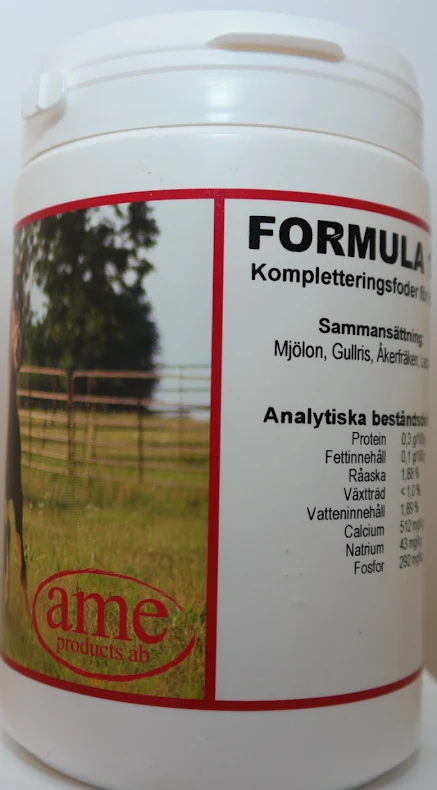 FORMULA
Kompletteringsfoder för
Sammansättning:
Mjölon, Gullris, Åkerfräken,
Analytiska beståndsdelar
Protein 0,3 g/100g
Fettinnehåll 0,1 g/100g
Råaska 1,88 %
Växttråd < 1,0 %
Vatteninnehåll 1,89 %
Calcium 512 mg/kg
Natrium 43 mg/kg
Fosfor 292 mg/kg
ame
products ab